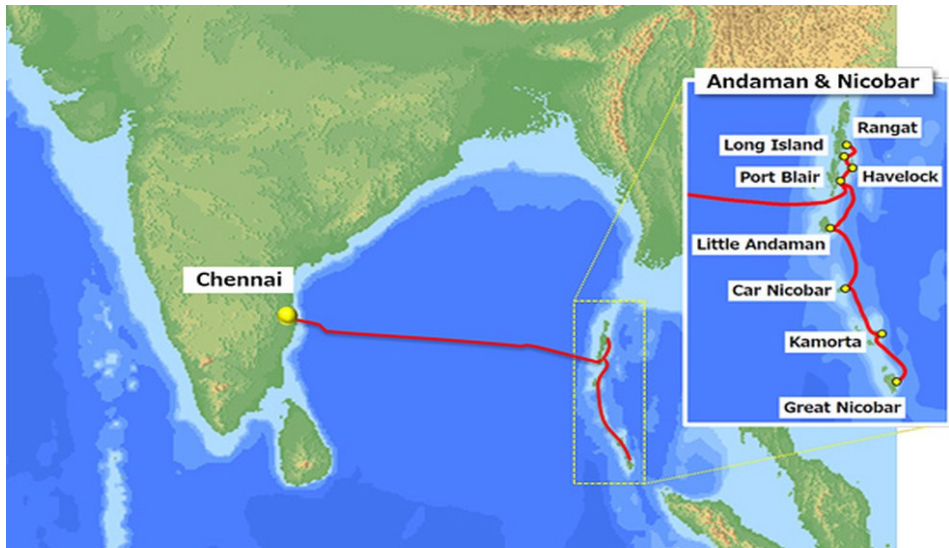 Andaman & Nicobar
Rangat
Long Island
Port Blair
Havelock
Little Andaman
Chennai
Car Nicobar
Kamorta
Great Nicobar